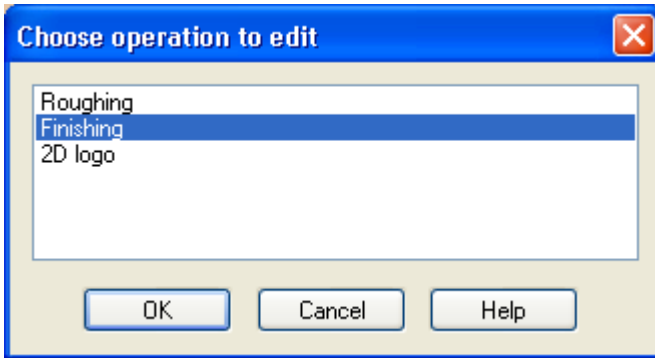 Choose operation to edit
Roughing
Finishing
2D logo
OK Cancel Help